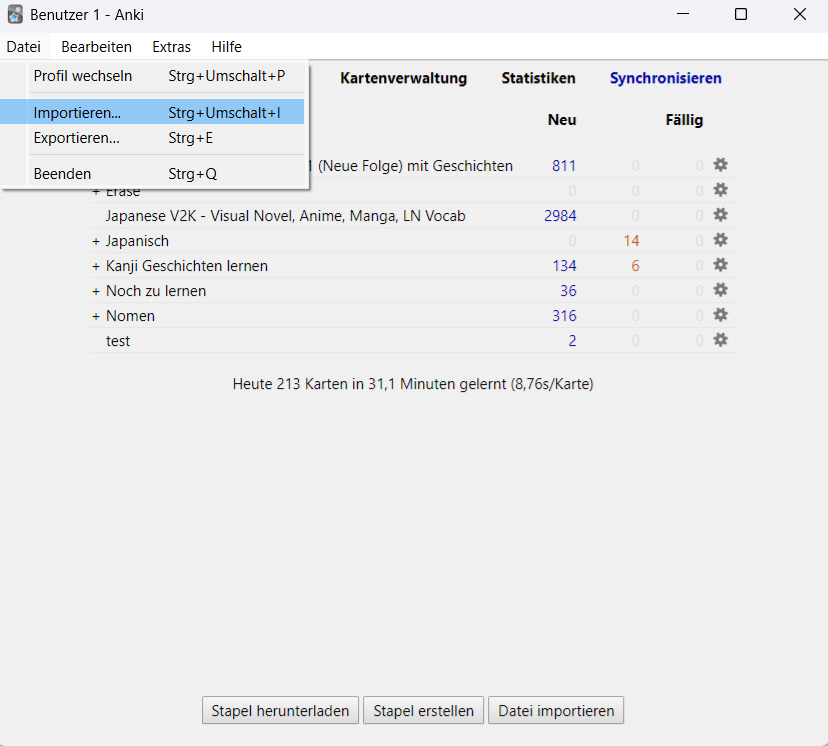 Benutzer 1 - Anki
Datei Bearbeiten Extras Hilfe
Profil wechseln Strg+Umschalt+P
Importieren... Strg+Umschalt+I
Exportieren... Strg+E
Beenden Strg+Q
Kartenverwaltung Statistiken Synchronisieren
Neu Fällig
(Neue Folge) mit Geschichten 811 0 0
+ Erase 0 0 0
Japanese V2K - Visual Novel, Anime, Manga, LN Vocab 2984 0 0
+ Japanisch 0 14 0
+ Kanji Geschichten lernen 134 6 0
+ Noch zu lernen 36 0 0
+ Nomen 316 0 0
test 2 0 0
Heute 213 Karten in 31,1 Minuten gelernt (8,76s/Karte)
Stapel herunterladen Stapel erstellen Datei importieren